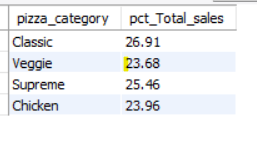 pizza_category pct_Total_sales
Classic 26.91
Veggie 23.68
Supreme 25.46
Chicken 23.96